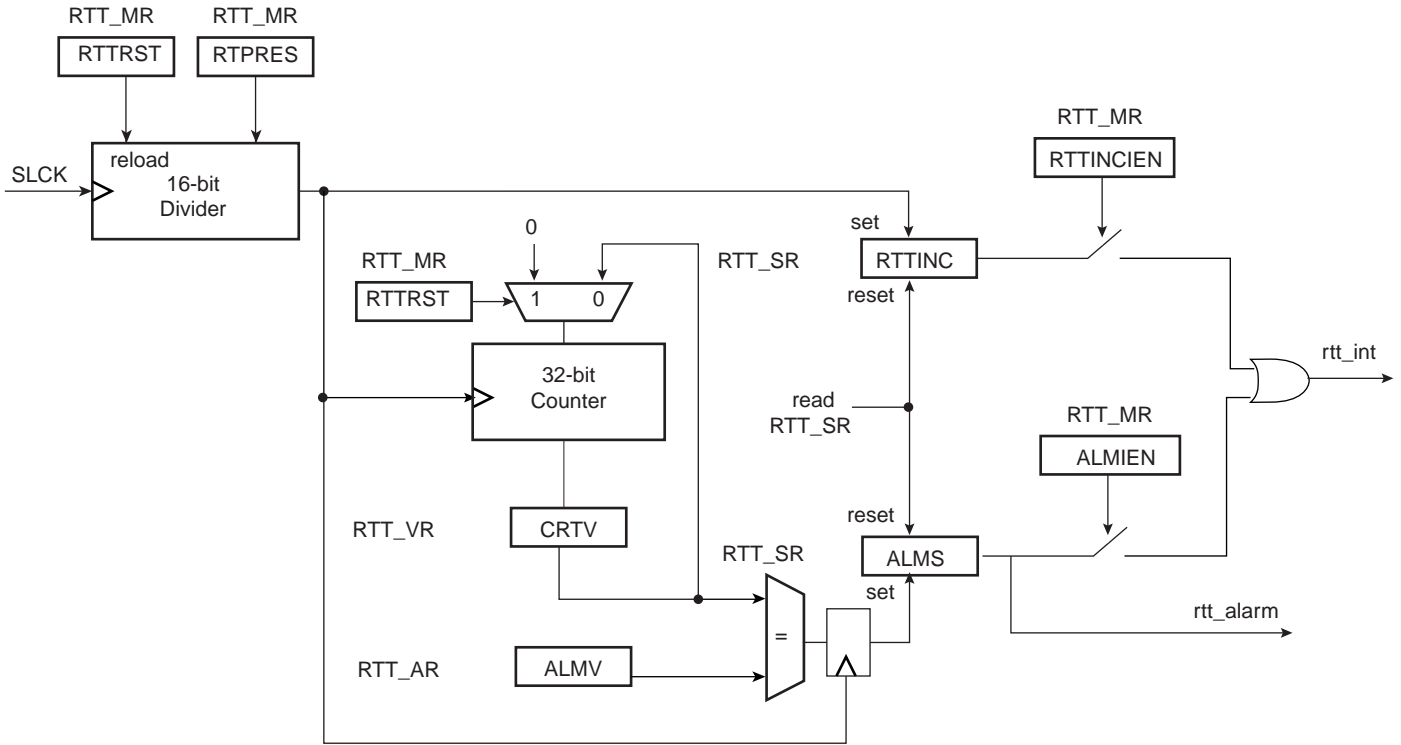 RTT_MR
RTT_MR
RTTRST
RTPRES
reload
16-bit
Divider
SLCK
RTT_MR
RTTINCIEN
set
0
RTT_MR
RTT_SR
RTTINC
RTTRST
1 0
reset
32-bit
Counter
rtt_int
read
RTT_SR
RTT_MR
ALMIEN
reset
RTT_VR
CRTV
RTT_SR
ALMS
set
rtt_alarm
=
RTT_AR
ALMV